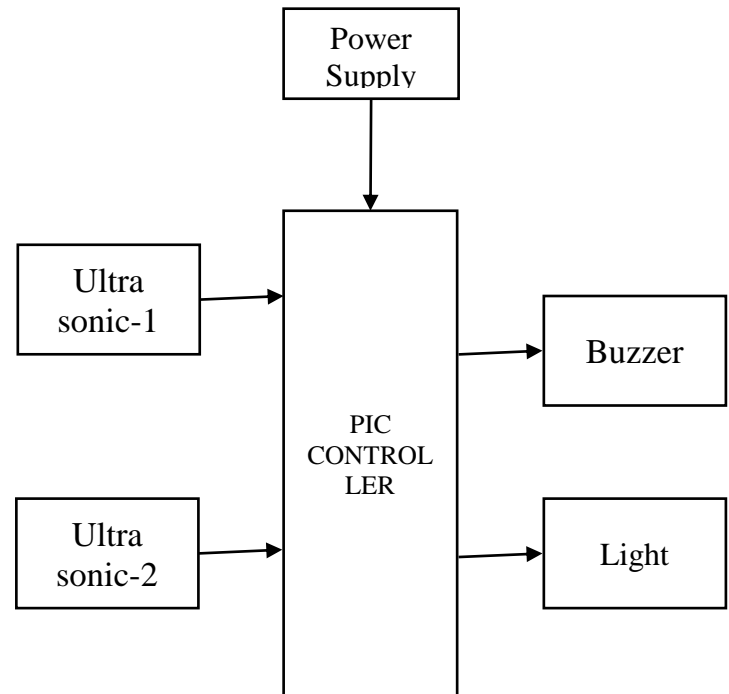 Power
Supply
Ultra
sonic-1
Buzzer
PIC
CONTROL
LER
Ultra
sonic-2
Light